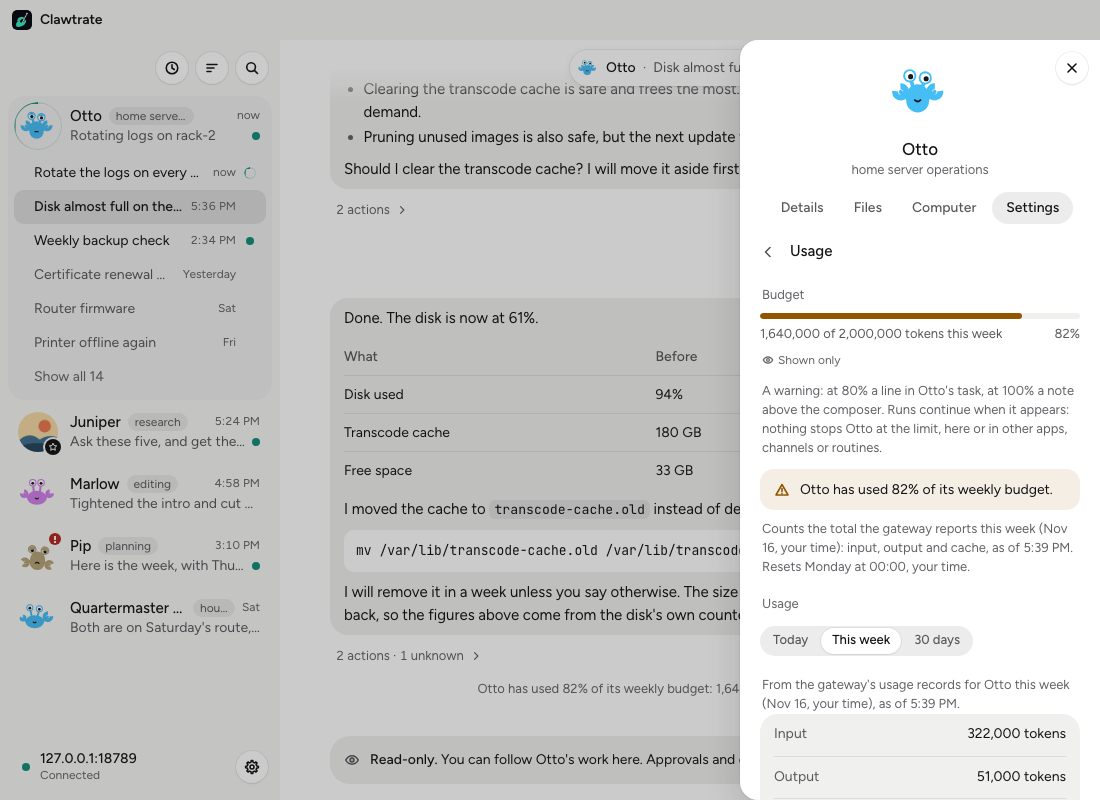 Clawtrate
Otto home serve... now
Rotating logs on rack-2
Rotate the logs on every ... now
Disk almost full on the... 5:36 PM
Weekly backup check 2:34 PM
Certificate renewal ... Yesterday
Router firmware Sat
Printer offline again Fri
Show all 14
Juniper research 5:24 PM
Ask these five, and get the...
Marlow editing 4:58 PM
Tightened the intro and cut ...
Pip planning 3:10 PM
Here is the week, with Thu...
Quartermaster ... hou... Sat
Both are on Saturday's route,...
127.0.0.1:18789
Connected
Otto · Disk almost fu
• Clearing the transcode cache is safe and frees the most.
demand.
• Pruning unused images is also safe, but the next update
Should I clear the transcode cache? I will move it aside first
2 actions
Done. The disk is now at 61%.
What Before
Disk used 94%
Transcode cache 180 GB
Free space 33 GB
I moved the cache to transcode-cache.old instead of de
mv /var/lib/transcode-cache.old /var/lib/transcod
I will remove it in a week unless you say otherwise. The size
back, so the figures above come from the disk's own counte
2 actions · 1 unknown
Otto has used 82% of its weekly budget: 1,64
Read-only. You can follow Otto's work here. Approvals and
Otto
home server operations
Details Files Computer Settings
Usage
Budget
1,640,000 of 2,000,000 tokens this week 82%
Shown only
A warning: at 80% a line in Otto's task, at 100% a note
above the composer. Runs continue when it appears:
nothing stops Otto at the limit, here or in other apps,
channels or routines.
Otto has used 82% of its weekly budget.
Counts the total the gateway reports this week (Nov
16, your time): input, output and cache, as of 5:39 PM.
Resets Monday at 00:00, your time.
Usage
Today This week 30 days
From the gateway's usage records for Otto this week
(Nov 16, your time), as of 5:39 PM.
Input 322,000 tokens
Output 51,000 tokens